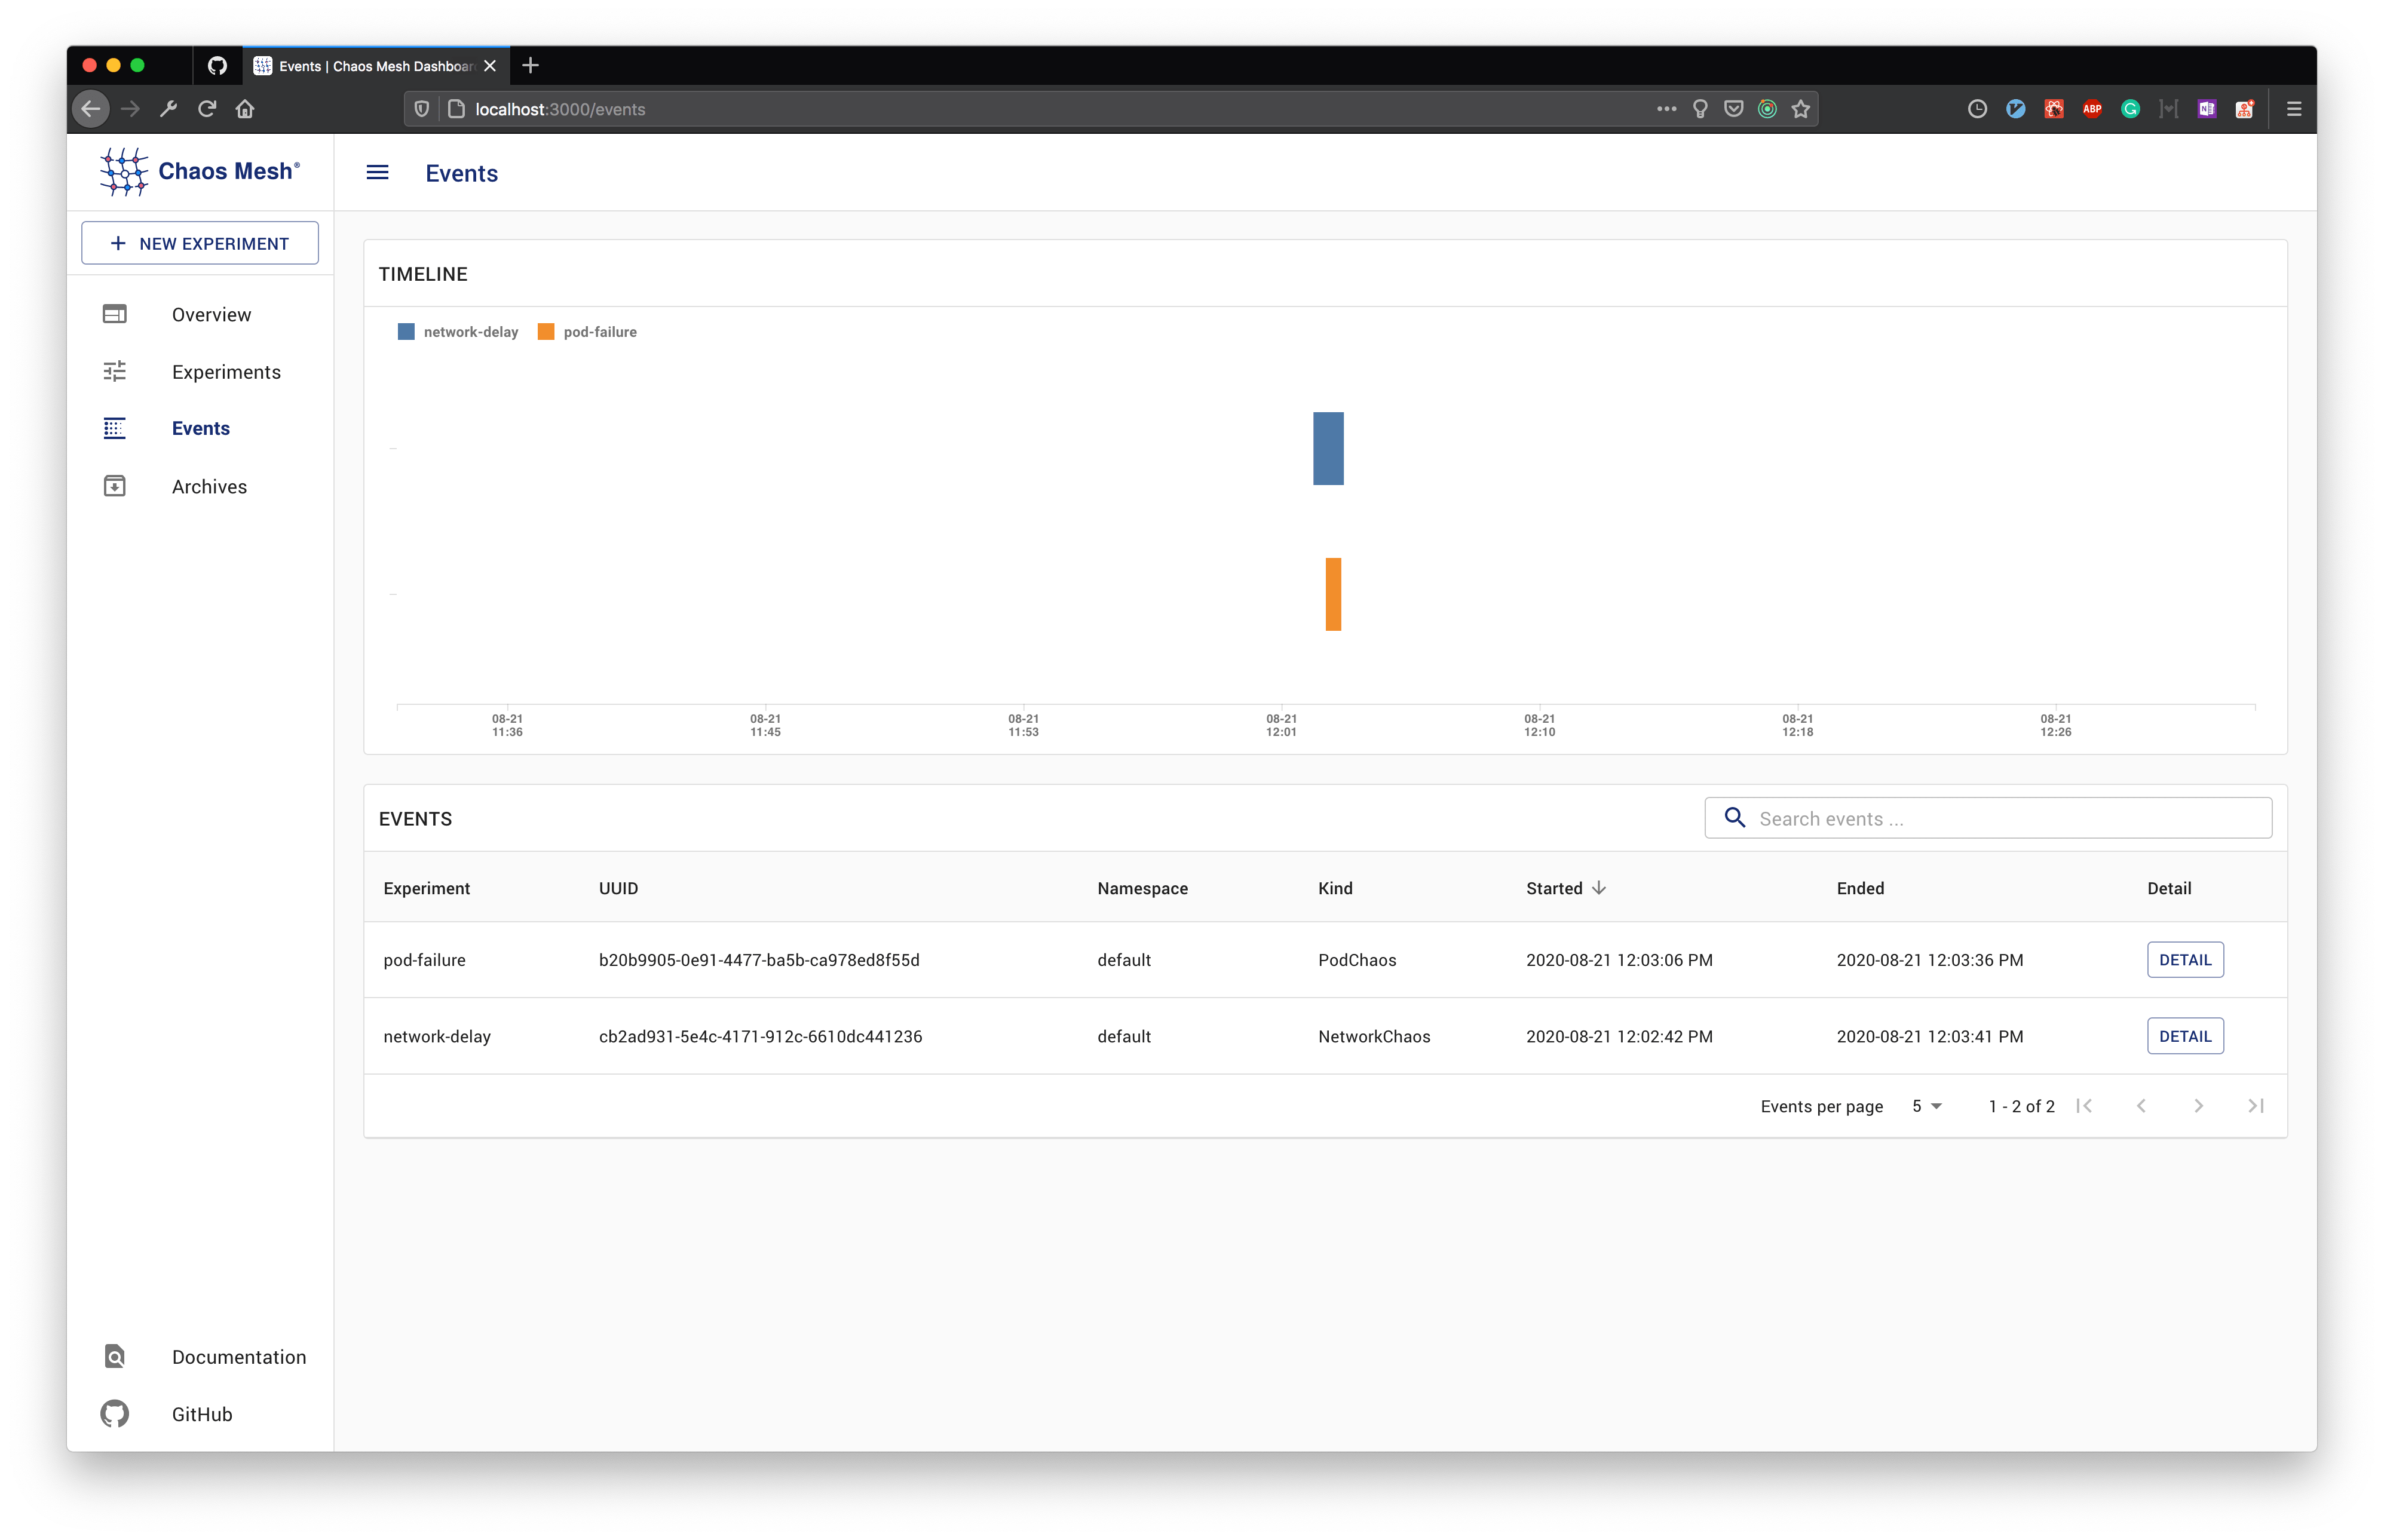 Events | Chaos Mesh Dashboar
localhost:3000/events
ABP
Chaos Mesh®
Events
NEW EXPERIMENT
Overview
Experiments
Events
Archives
Documentation
GitHub
TIMELINE
network-delay pod-failure
08-21 08-21 08-21 08-21 08-21 08-21 08-21
11:36 11:45 11:53 12:01 12:10 12:18 12:26
EVENTS
Search events ...
Experiment UUID Namespace Kind Started Ended Detail
pod-failure b20b9905-0e91-4477-ba5b-ca978ed8f55d default PodChaos 2020-08-21 12:03:06 PM 2020-08-21 12:03:36 PM DETAIL
network-delay cb2ad931-5e4c-4171-912c-6610dc441236 default NetworkChaos 2020-08-21 12:02:42 PM 2020-08-21 12:03:41 PM DETAIL
Events per page 5 1 - 2 of 2